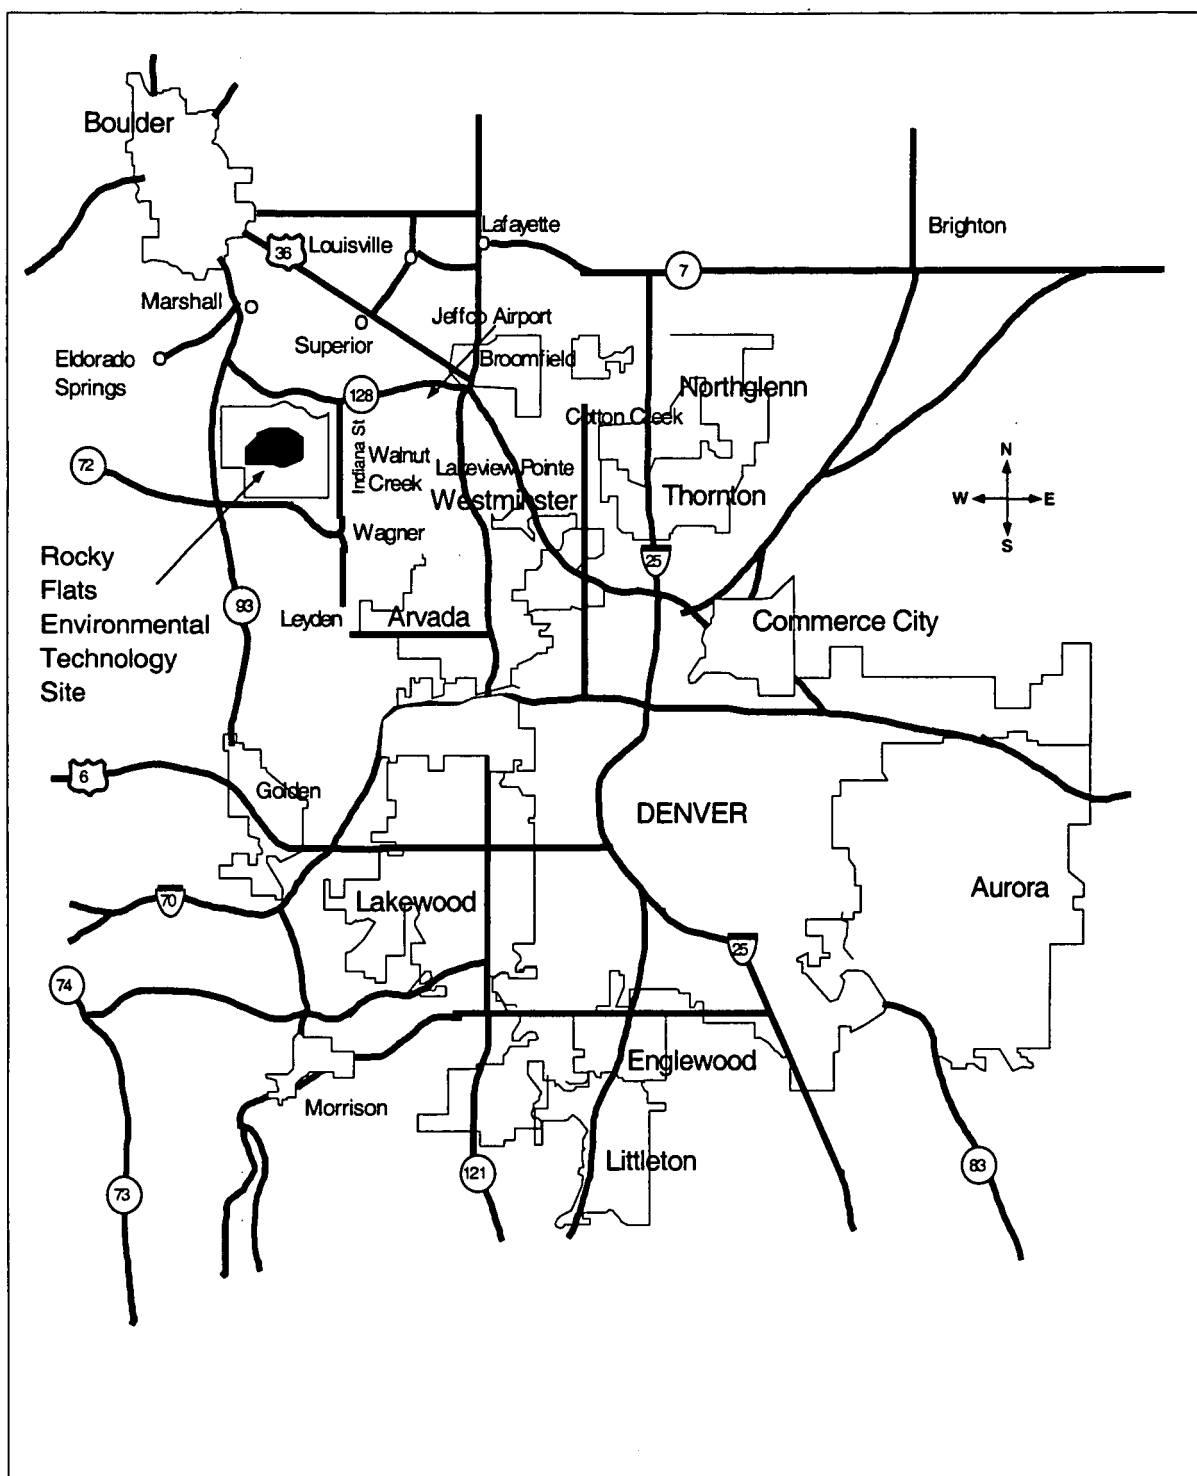 Boulder
Lafayette
Brighton
36
Louisville
7
Marshall
Jeffco Airport
Superior
Broomfield
Eldorado
Springs
Northglenn
128
Cotton Creek
Indiana St
Walnut
Creek
72
Lakeview Pointe
Westminster
Thornton
N
W
E
S
Wagner
Rocky
Flats
Environmental
Technology
Site
25
93
Leyden
Arvada
Commerce City
6
Golden
DENVER
70
Lakewood
Aurora
25
74
Englewood
Morrison
Littleton
121
83
73